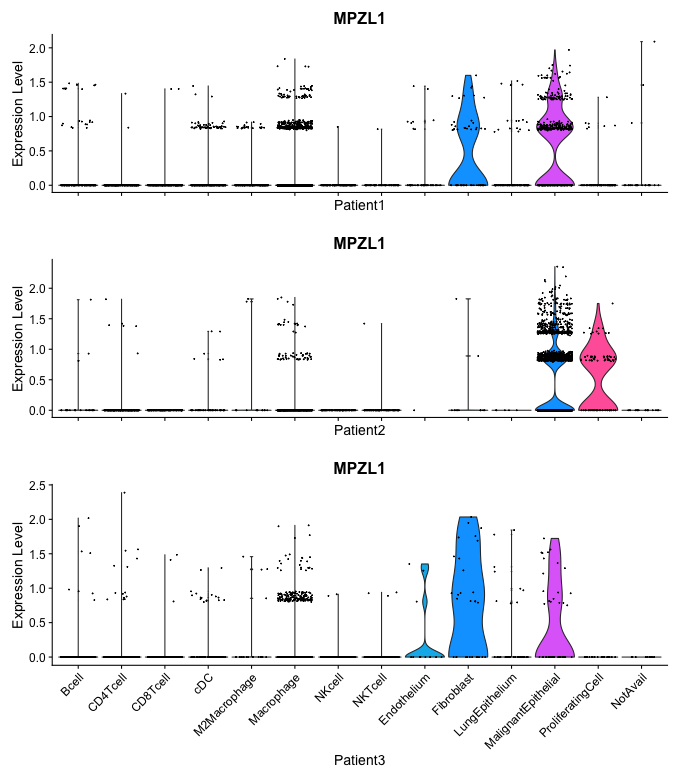 MPZL1
Expression Level
2.0
1.5
1.0
0.5
0.0
Patient1
MPZL1
Expression Level
2.0
1.5
1.0
0.5
0.0
Patient2
MPZL1
Expression Level
2.5
2.0
1.5
1.0
0.5
0.0
Bcell
CD4Tcell
CD8Tcell
cDC
M2Macrophage
Macrophage
NKcell
NKTcell
Endothelium
Fibroblast
LungEpithelium
MalignantEpithelial
ProliferatingCell
NotAvail
Patient3